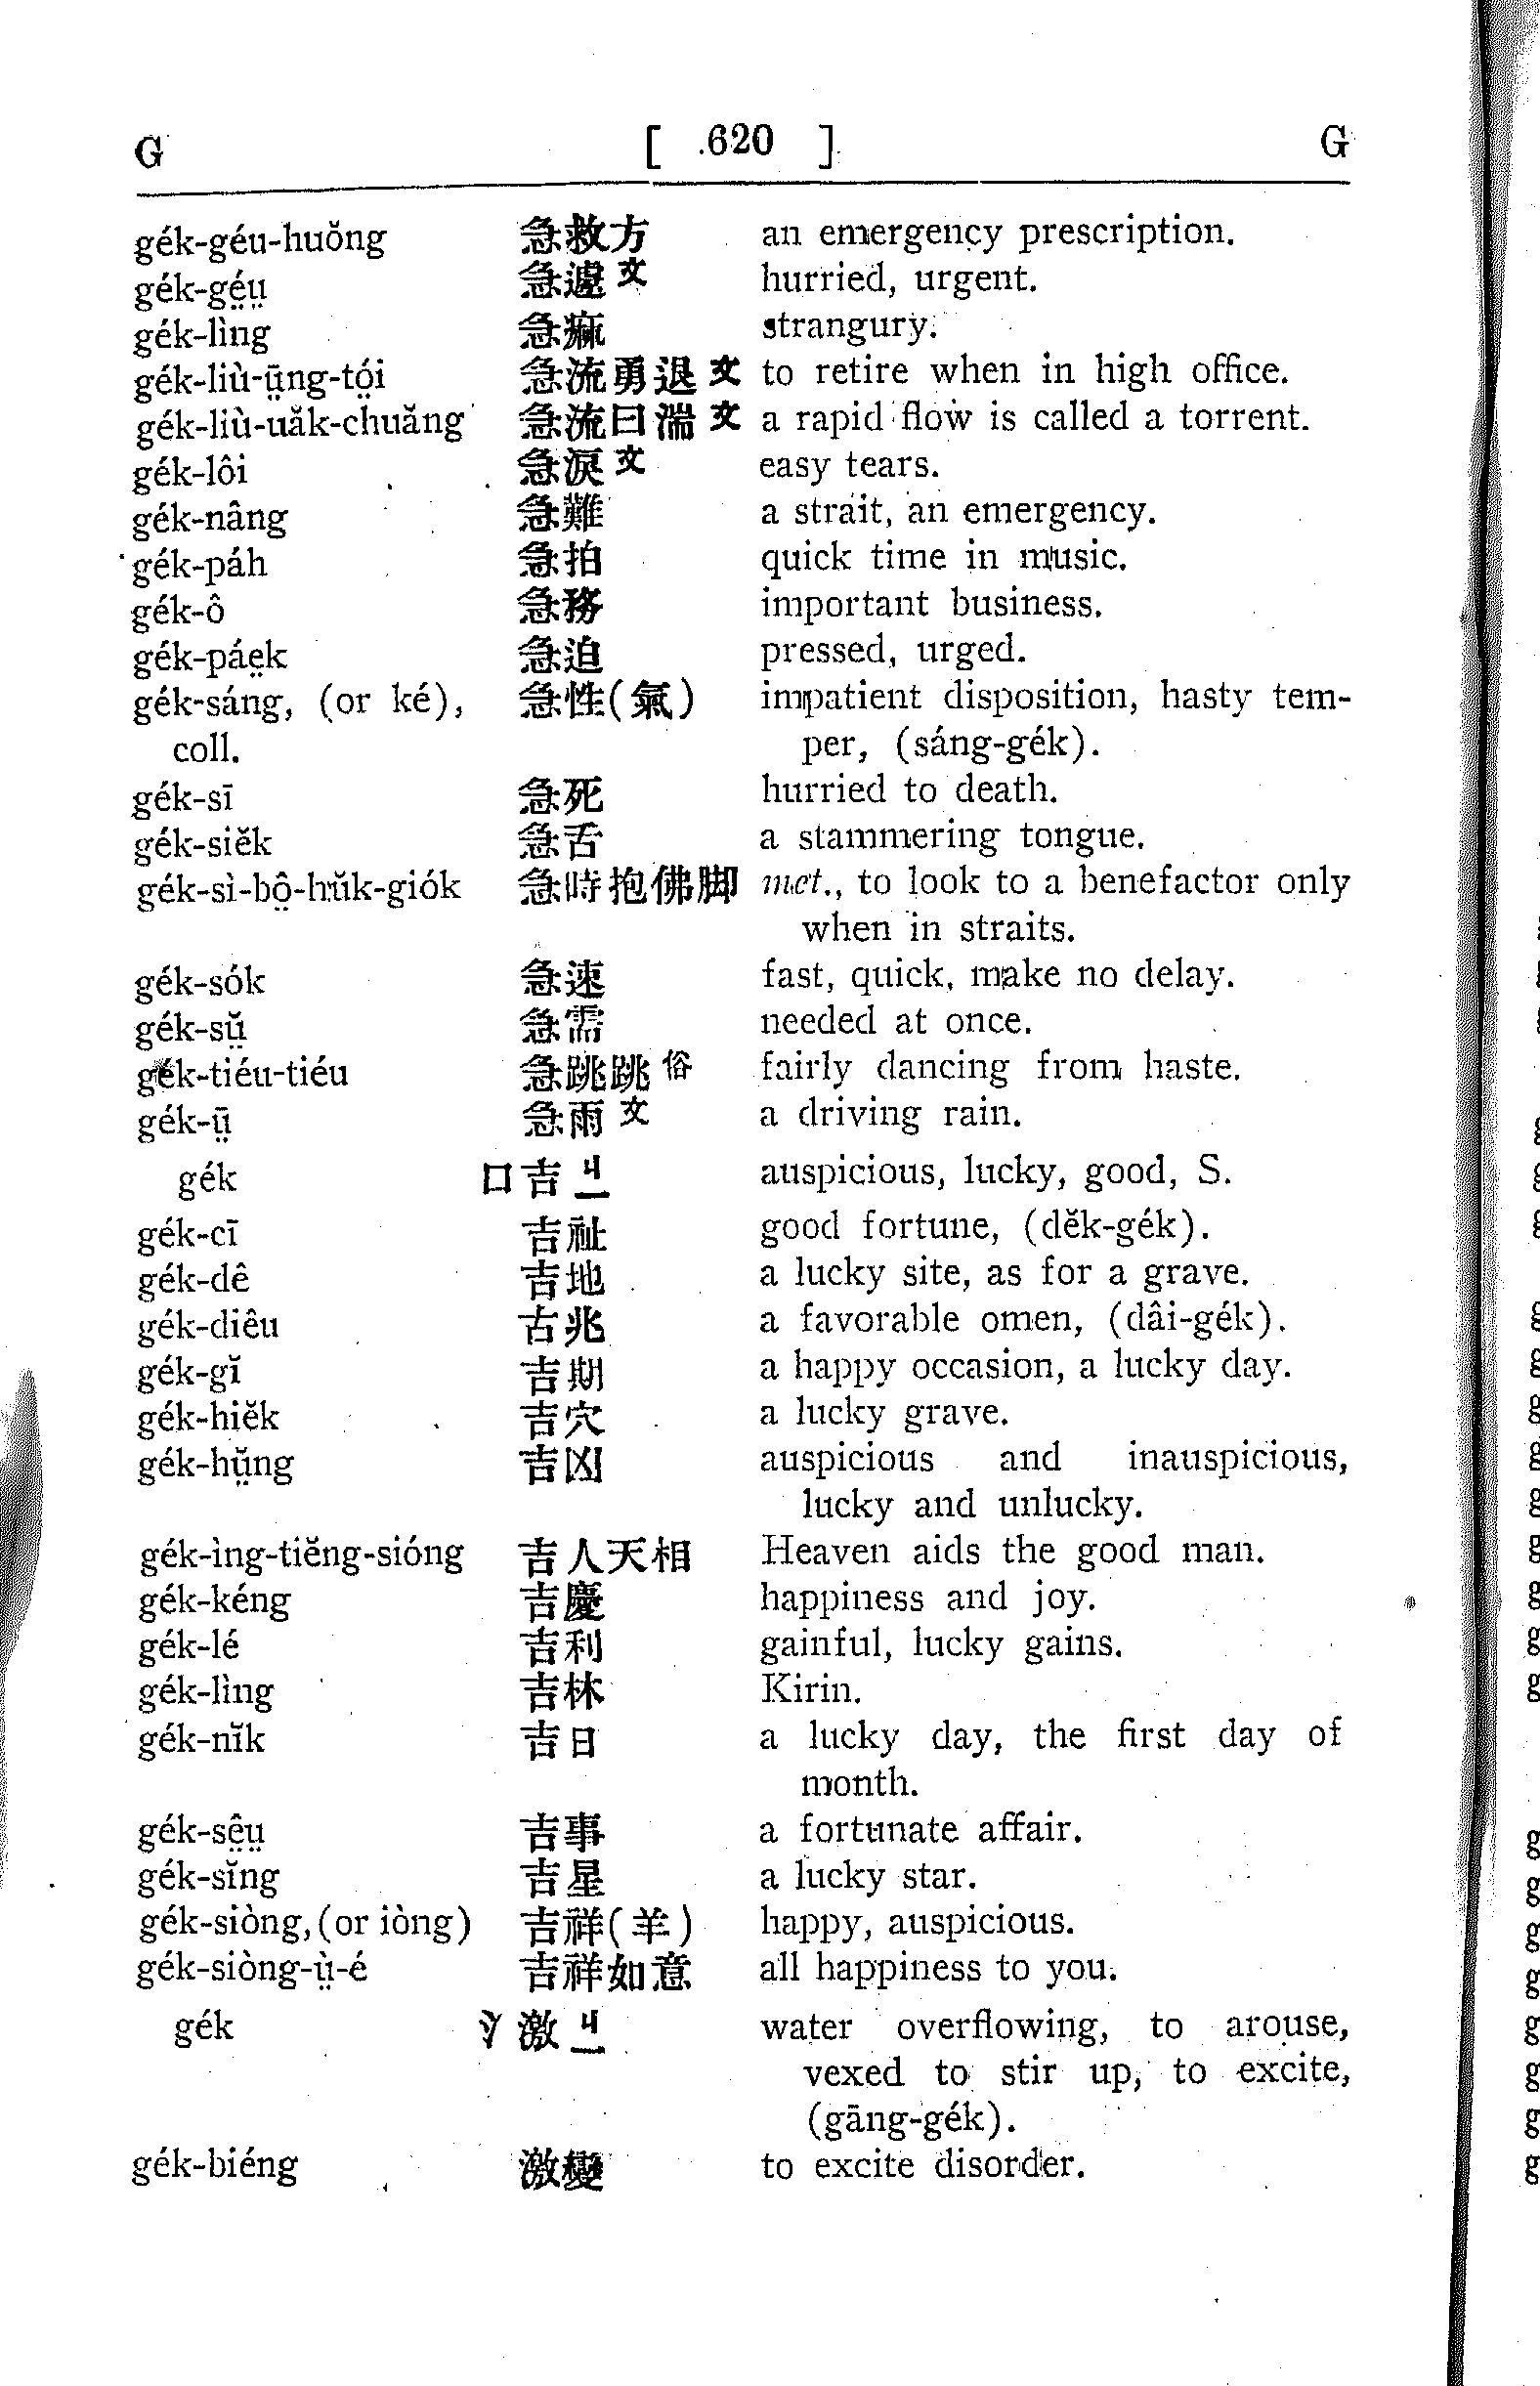 G [ 620 ] G
gék-géu-huŏng 急救方 an emergency prescription.
gék-gé̤ṳ 急遽文 hurried, urgent.
gék-lìng 急痳 strangury.
gék-liù-ṳ̄ng-tó̤i 急流勇退文 to retire when in high office.
gék-liù-uăk-chuăng 急流曰湍文 a rapid flow is called a torrent.
gék-lôi 急淚文 easy tears.
gék-nâng 急難 a strait, an emergency.
gék-páh 急拍 quick time in music.
gék-ô 急務 important business.
gék-páe̤k 急迫 pressed, urged.
gék-sáng, (or ké), 急性(氣) impatient disposition, hasty tem-
coll. per, (sáng-gék).
gék-sī 急死 hurried to death.
gék-siĕk 急舌 a stammering tongue.
gék-sì-bô̤-hŭk-giók 急時抱佛脚 met., to look to a benefactor only
when in straits.
gék-sók 急速 fast, quick, make no delay.
gék-sṳ̆ 急需 needed at once.
gék-tiéu-tiéu 急跳跳俗 fairly dancing from haste.
gék-ṳ̄ 急雨文 a driving rain.
gék 口吉ㄐ一 auspicious, lucky, good, S.
gék-cī 吉祉 good fortune, (dĕk-gék).
gék-dê 吉地 a lucky site, as for a grave.
gék-diêu 吉兆 a favorable omen, (dâi-gék).
gék-gĭ 吉期 a happy occasion, a lucky day.
gék-hiĕk 吉穴 a lucky grave.
gék-hṳ̆ng 吉凶 auspicious and inauspicious,
lucky and unlucky.
gék-ìng-tiĕng-sióng 吉人天相 Heaven aids the good man.
gék-kéng 吉慶 happiness and joy.
gék-lé 吉利 gainful, lucky gains.
gék-lìng 吉林 Kirin.
gék-nĭk 吉日 a lucky day, the first day of
month.
gék-sê̤ṳ 吉事 a fortunate affair.
gék-sĭng 吉星 a lucky star.
gék-siòng, (or iòng) 吉祥(羊) happy, auspicious.
gék-siòng-ṳ̀-é 吉祥如意 all happiness to you.
gék 氵激ㄐ一 water overflowing, to arouse,
vexed to stir up, to excite,
(gāng-gék).
gék-biéng 激變 to excite disorder.